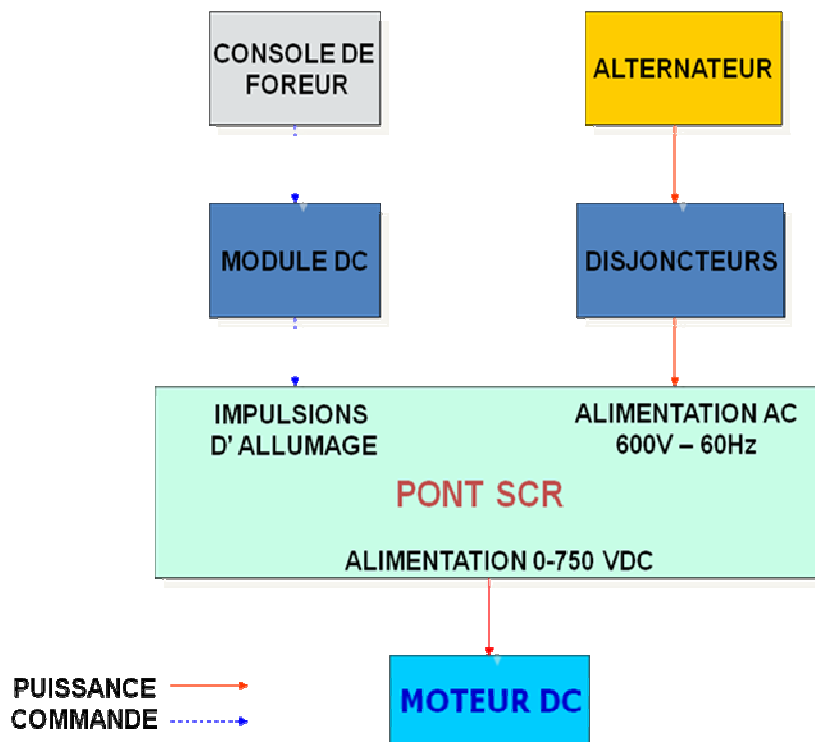 CONSOLE DE
FOREUR
ALTERNATEUR
MODULE DC
DISJONCTEURS
IMPULSIONS
D' ALLUMAGE
ALIMENTATION AC
600V – 60Hz
PONT SCR
ALIMENTATION 0-750 VDC
MOTEUR DC
PUISSANCE
COMMANDE